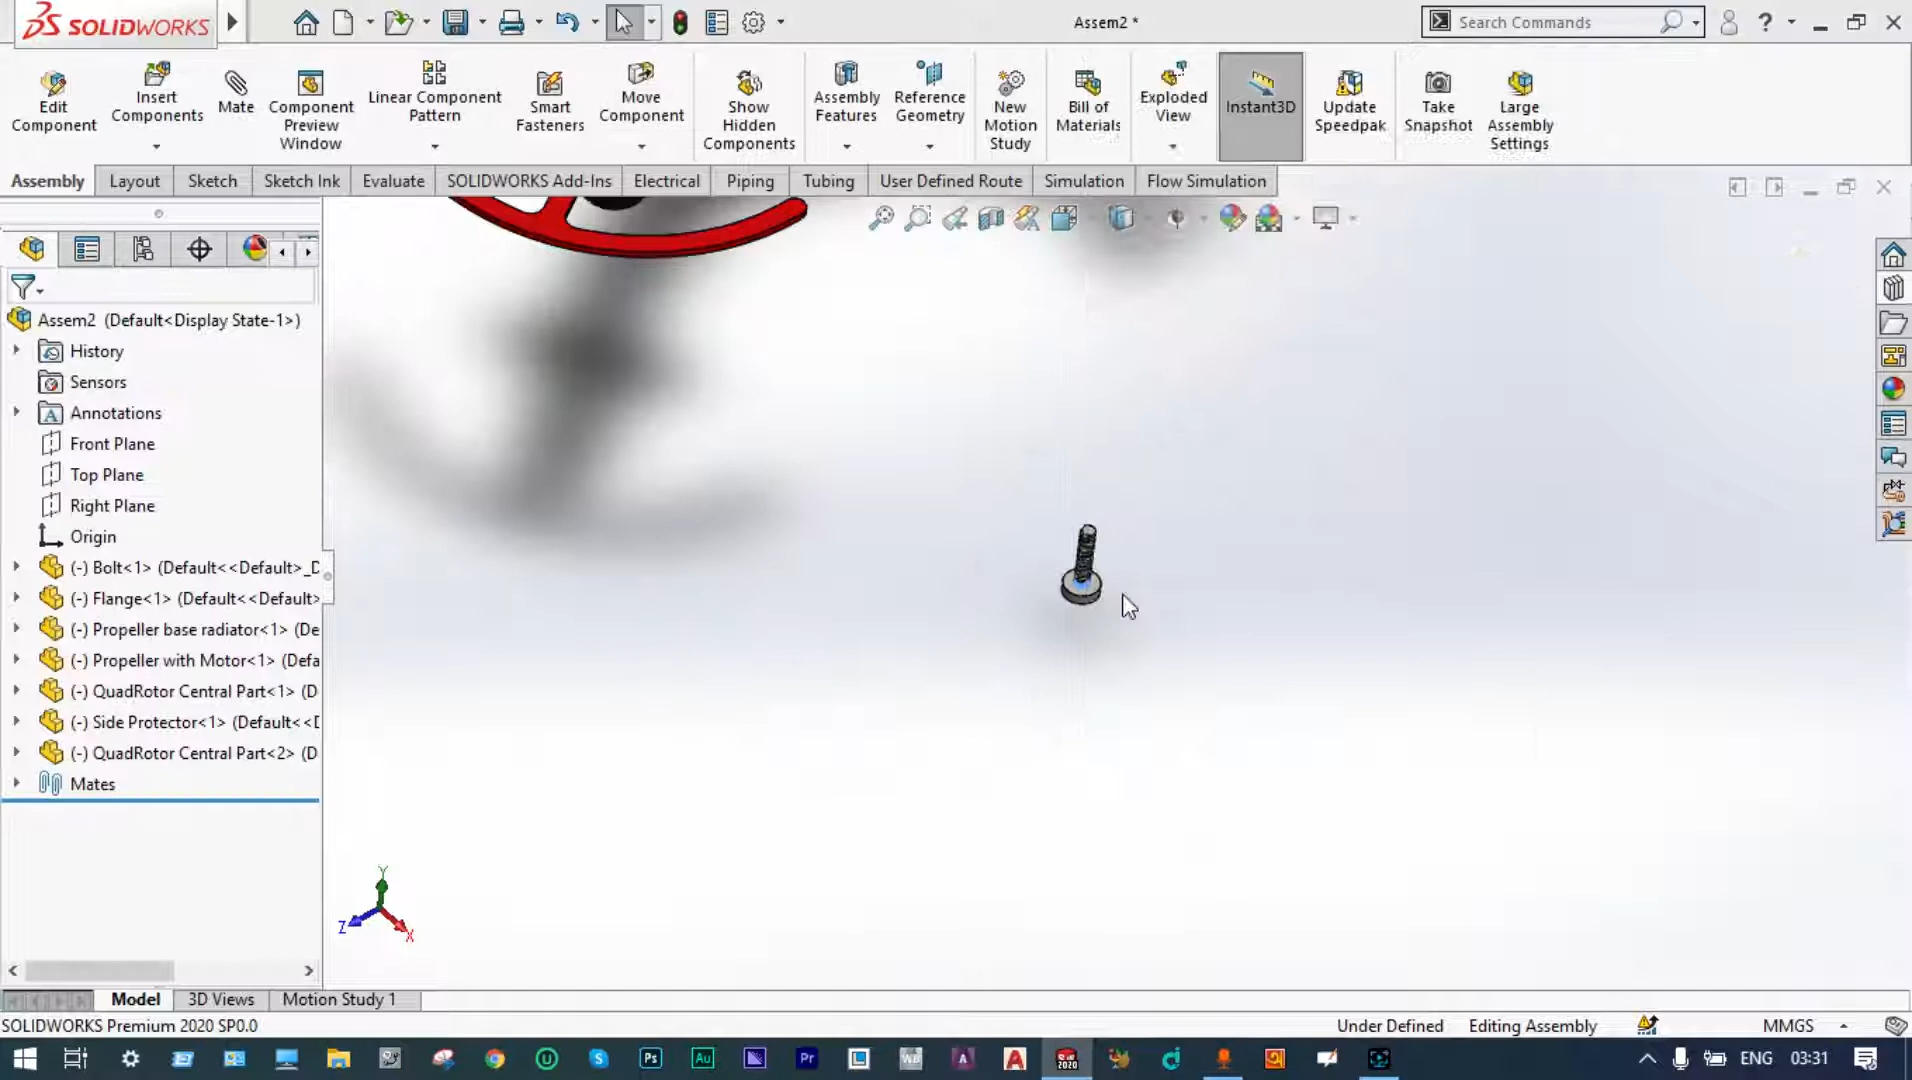 SOLIDWORKS
Assem2 *
Search Commands
Edit Component
Insert Components
Mate
Component Preview Window
Linear Component Pattern
Smart Fasteners
Move Component
Show Hidden Components
Assembly Features
Reference Geometry
New Motion Study
Bill of Materials
Exploded View
Instant3D
Update Speedpak
Take Snapshot
Large Assembly Settings
Assembly
Layout
Sketch
Sketch Ink
Evaluate
SOLIDWORKS Add-Ins
Electrical
Piping
Tubing
User Defined Route
Simulation
Flow Simulation
Assem2 (Default<Display State-1>)
History
Sensors
Annotations
Front Plane
Top Plane
Right Plane
Origin
(-) Bolt<1> (Default<<Default>_D
(-) Flange<1> (Default<<Default>
(-) Propeller base radiator<1> (De
(-) Propeller with Motor<1> (Defa
(-) QuadRotor Central Part<1> (D
(-) Side Protector<1> (Default<<D
(-) QuadRotor Central Part<2> (D
Mates
Y
Z
X
Model
3D Views
Motion Study 1
SOLIDWORKS Premium 2020 SP0.0
Under Defined
Editing Assembly
MMGS
ENG
03:31